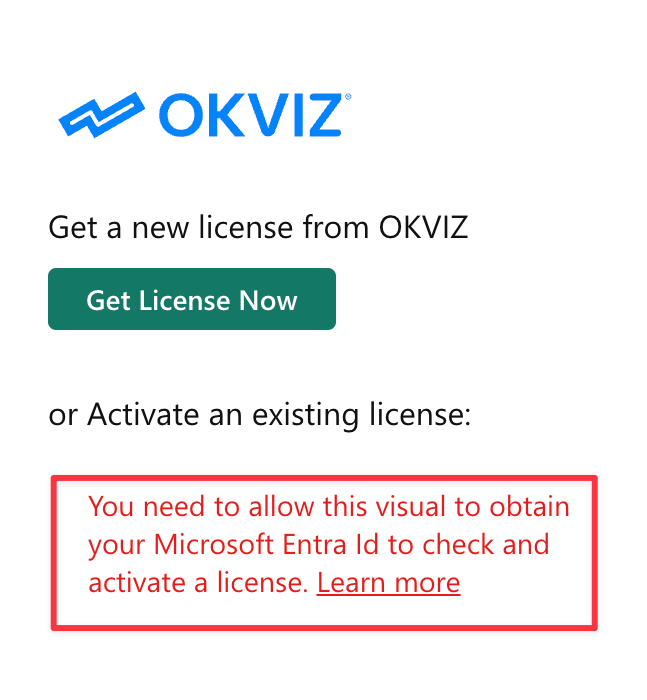 OKVIZ®
Get a new license from OKVIZ
Get License Now
or Activate an existing license:
You need to allow this visual to obtain
your Microsoft Entra Id to check and
activate a license. Learn more